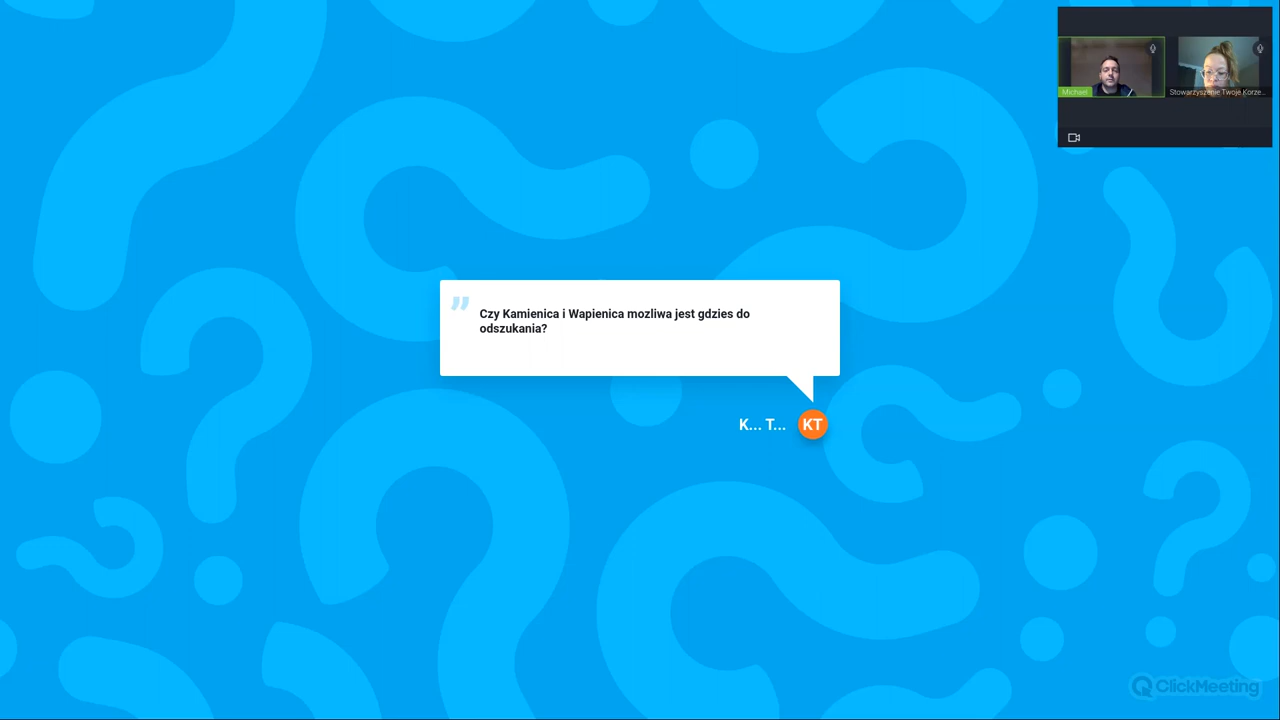 Michael
Stowarzyszenie Twoje Korze...
” Czy Kamienica i Wapienica mozliwa jest gdzies do
odszukania?
K... T... KT
ClickMeeting